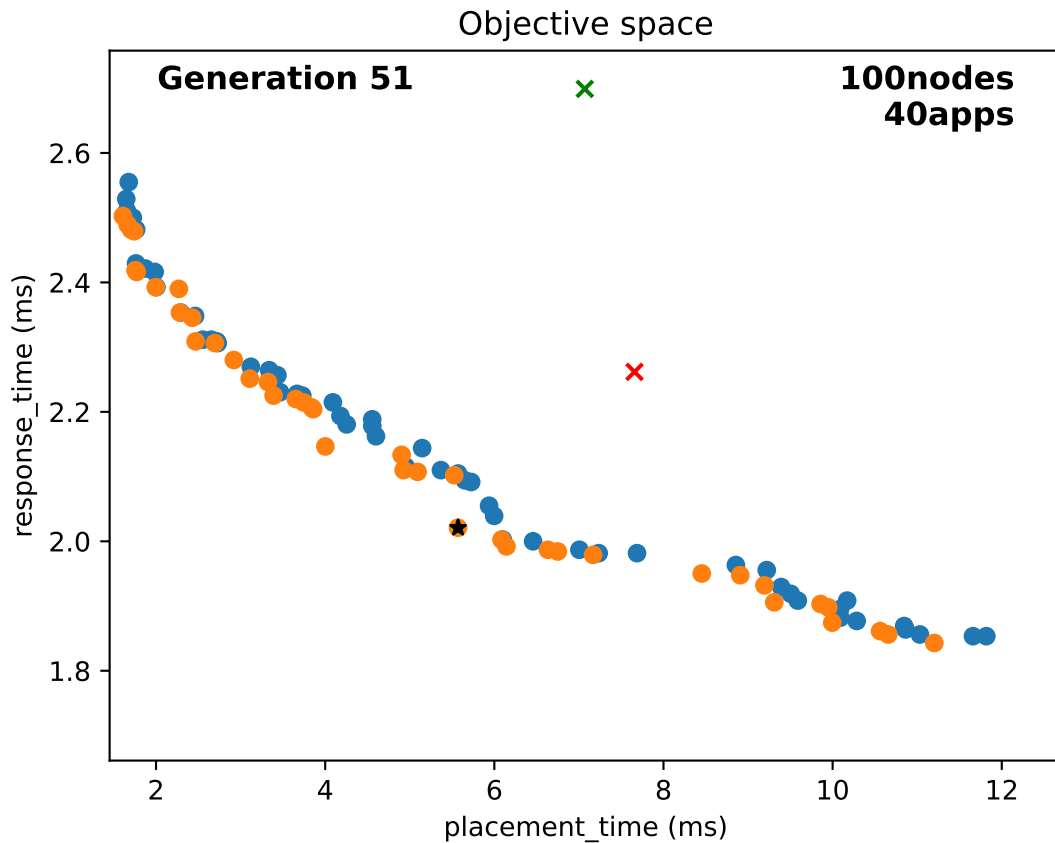 Objective space
Generation 51
100nodes
40apps
2.6
2.4
2.2
2.0
1.8
response_time (ms)
2 4 6 8 10 12
placement_time (ms)